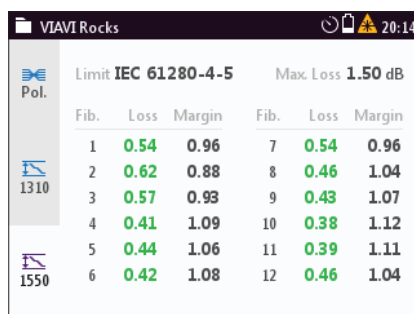 VIAVI Rocks 20:14
Limit IEC 61280-4-5 Max. Loss 1.50 dB
Pol.
Fib. Loss Margin Fib. Loss Margin
1 0.54 0.96 7 0.54 0.96
2 0.62 0.88 8 0.46 1.04
1310
3 0.57 0.93 9 0.43 1.07
4 0.41 1.09 10 0.38 1.12
5 0.44 1.06 11 0.39 1.11
1550
6 0.42 1.08 12 0.46 1.04